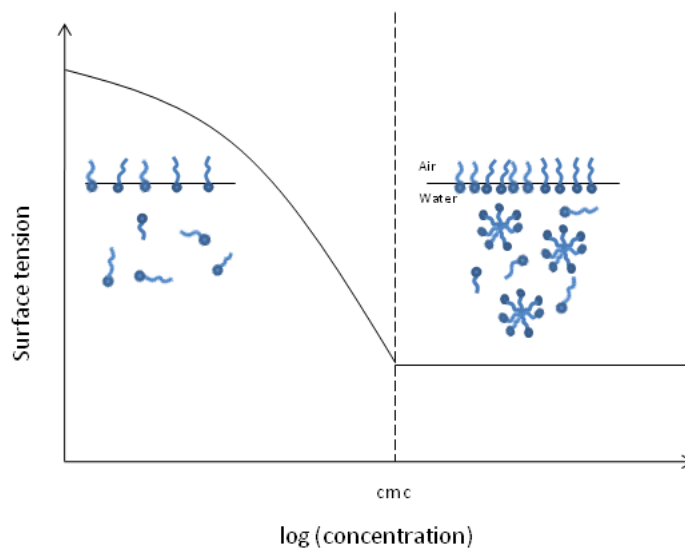 Surface tension
Air
Water
cmc
log (concentration)